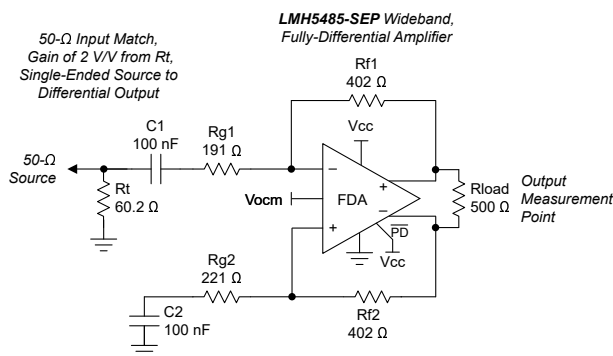 LMH5485-SEP Wideband,
Fully-Differential Amplifier
50-Ω Input Match,
Gain of 2 V/V from Rt,
Single-Ended Source to
Differential Output
Rf1
402 Ω
C1
100 nF
Rg1
191 Ω
Vcc
50-Ω
Source
Rt
60.2 Ω
Vocm
−
+
FDA
+
−
PD
Vcc
Rload
500 Ω
Output
Measurement
Point
Rg2
221 Ω
C2
100 nF
Rf2
402 Ω